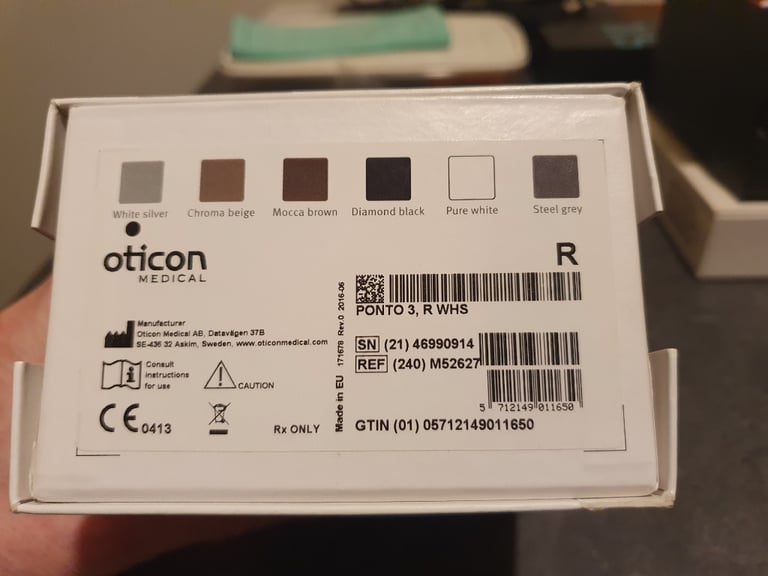 White silver
Chroma beige
Mocca brown
Diamond black
Pure white
Steel grey
oticon
MEDICAL
R
PONTO 3, R WHS
Manufacturer
Oticon Medical AB, Datavägen 37B
SE-436 32 Askim, Sweden, www.oticonmedical.com
SN (21) 46990914
REF (240) M52627
Consult
instructions
for use
CAUTION
CE 0413
Rx ONLY
Made in EU 171678 Rev.0 2016-06
5 712149 011650
GTIN (01) 05712149011650